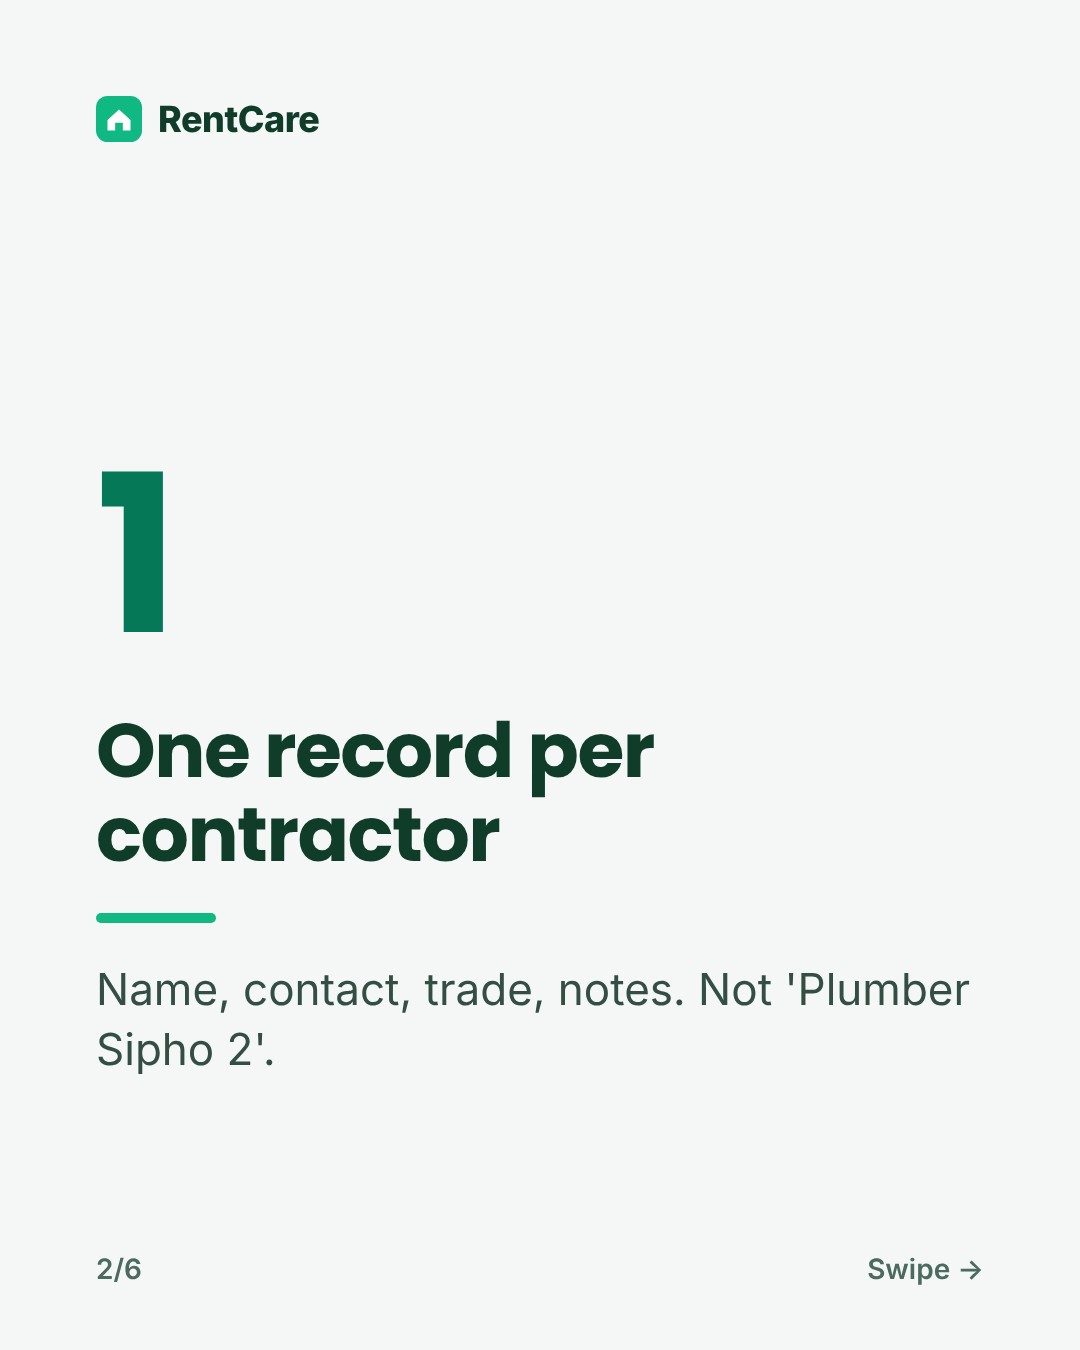 RentCare
1
One record per
contractor
Name, contact, trade, notes. Not 'Plumber
Sipho 2'.
2/6
Swipe →